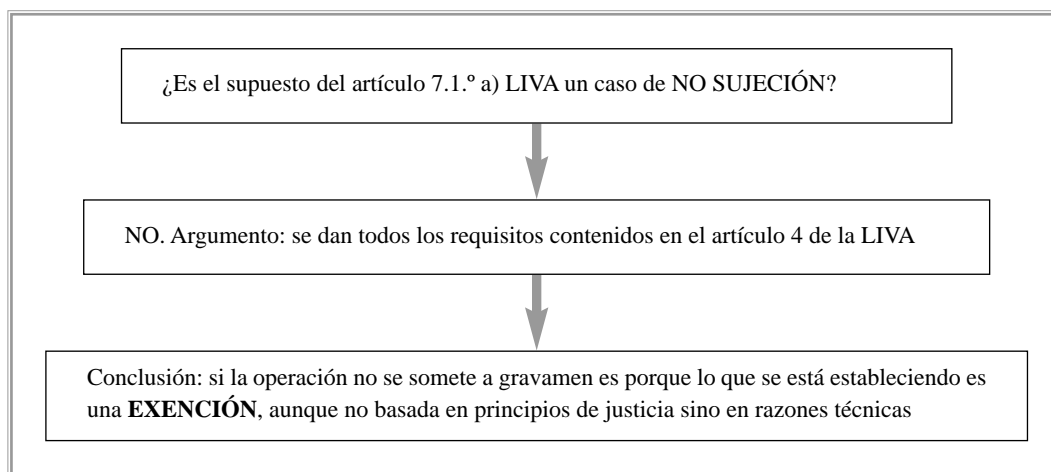 ¿Es el supuesto del artículo 7.1.º a) LIVA un caso de NO SUJECIÓN?
NO. Argumento: se dan todos los requisitos contenidos en el artículo 4 de la LIVA
Conclusión: si la operación no se somete a gravamen es porque lo que se está estableciendo es
una EXENCIÓN, aunque no basada en principios de justicia sino en razones técnicas